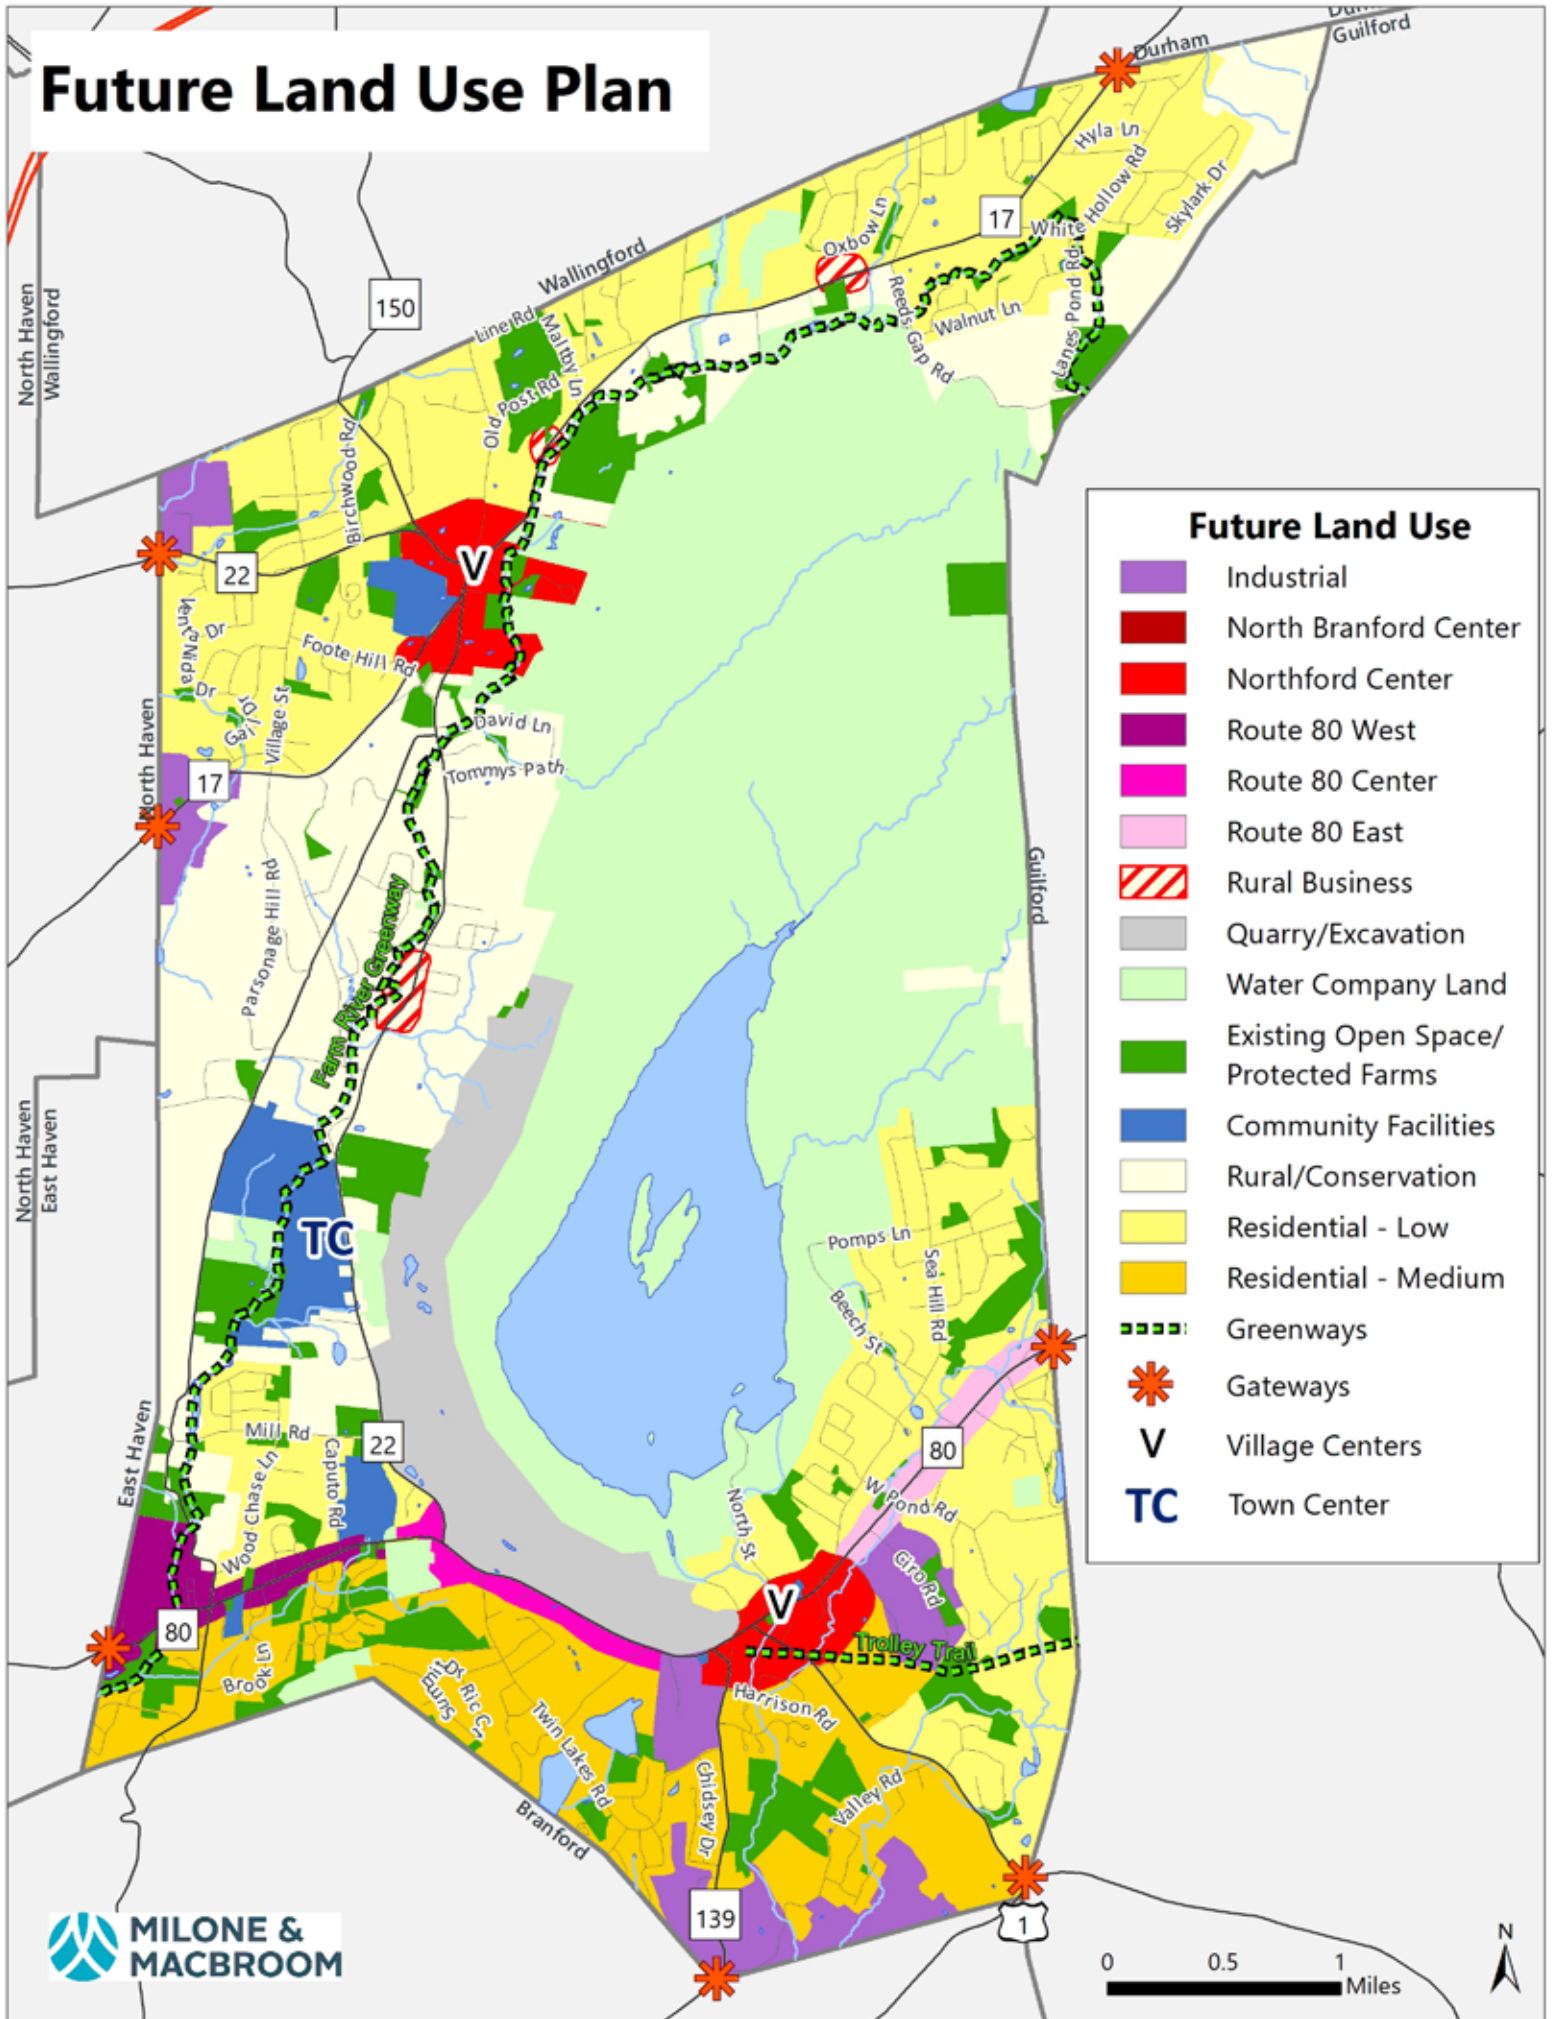 Future Land Use Plan
Durham
Guilford
Hyla Ln
White Hollow Rd
Skylark Dr
17
Oxbow Ln
Wallingford
North Haven
Wallingford
150
Line Rd
Maltby Ln
Reeds Gap Rd
Walnut Ln
Lanes Pond Rd
Old Post Rd
Birchwood Rd
22
V
Dr
Foote Hill Rd
Dr
Gail Dr
Village St
David Ln
Tommys Path
North Haven
17
Parsonage Hill Rd
Farm River Greenway
Guilford
North Haven
East Haven
TC
Pomps Ln
Sea Hill Rd
Beech St
Mill Rd
22
East Haven
Wood Chase Ln
Caputo Rd
80
W Pond Rd
North St
Giro Rd
V
80
Trolley Trail
Brook Ln
Harrison Rd
Twin Lakes Rd
Chidsey Dr
Valley Rd
Branford
139
1
Future Land Use
Industrial
North Branford Center
Northford Center
Route 80 West
Route 80 Center
Route 80 East
Rural Business
Quarry/Excavation
Water Company Land
Existing Open Space/
Protected Farms
Community Facilities
Rural/Conservation
Residential - Low
Residential - Medium
Greenways
Gateways
V Village Centers
TC Town Center
MILONE &
MACBROOM
0 0.5 1
Miles
N